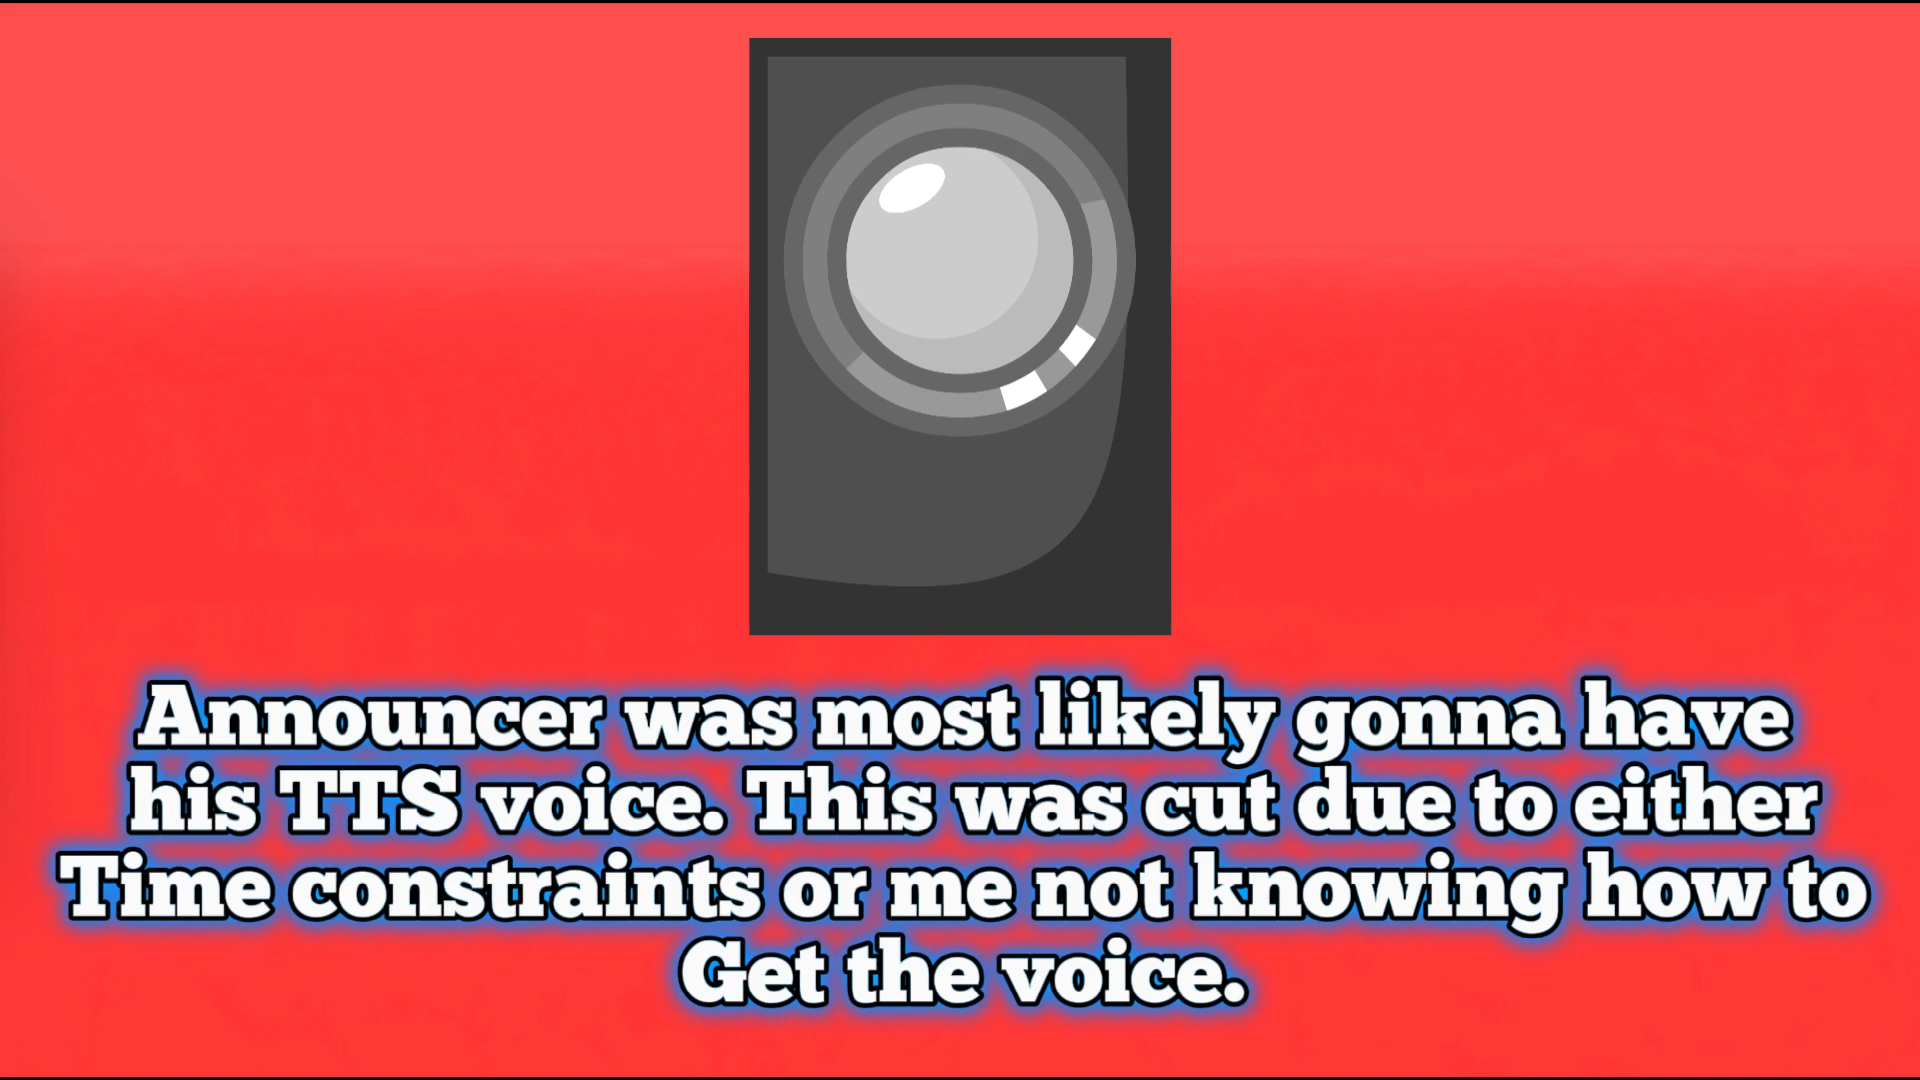 Announcer was most likely gonna have
his TTS voice. This was cut due to either
Time constraints or me not knowing how to
Get the voice.